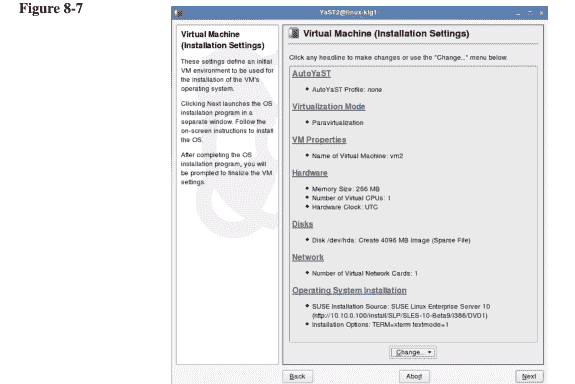 Figure 8-7
YaST2@linux-klg1
Virtual Machine
(Installation Settings)
These settings define an initial
VM environment to be used for
the installation of the VM's
operating system.
Clicking Next launches the OS
installation program in a
separate window. Follow the
on-screen instructions to install
the OS.
After completing the OS
installation program, you will
be prompted to finalize the VM
settings.
Virtual Machine (Installation Settings)
Click any headline to make changes or use the "Change..." menu below.
AutoYaST
AutoYaST Profile: none
Virtualization Mode
Paravirtualization
VM Properties
Name of Virtual Machine: vm2
Hardware
Memory Size: 266 MB
Number of Virtual CPUs: 1
Hardware Clock: UTC
Disks
Disk /dev/hda: Create 4096 MB Image (Sparse File)
Network
Number of Virtual Network Cards: 1
Operating System Installation
SUSE Installation Source: SUSE Linux Enterprise Server 10
(http://10.10.0.100/install/SLP/SLES-10-Beta9/i386/DVD1)
Installation Options: TERM=xterm textmode=1
Change...
Back
Abort
Next